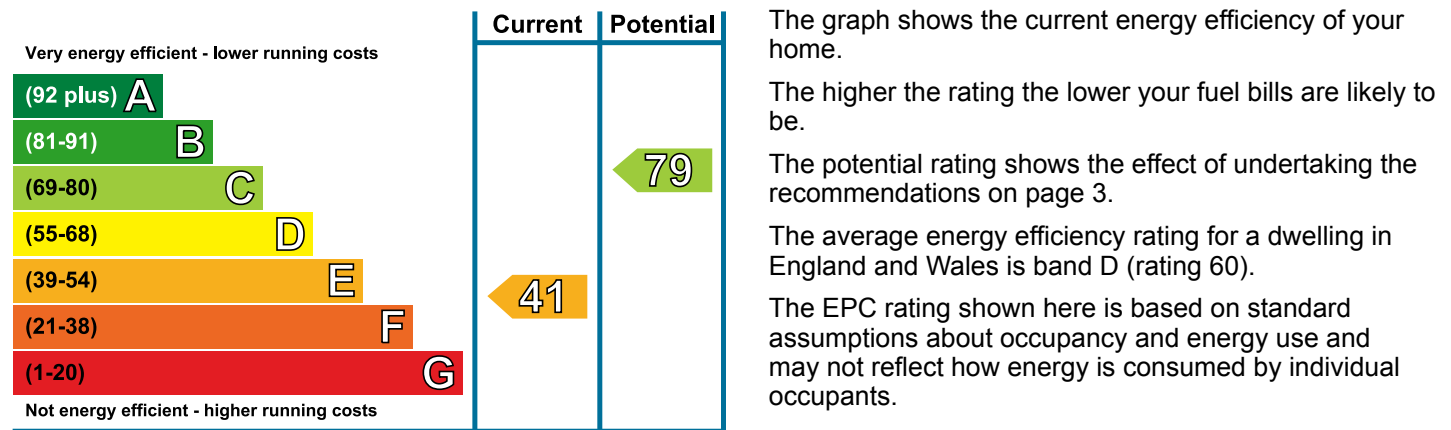 Current Potential
Very energy efficient - lower running costs
(92 plus) A
(81-91) B
(69-80) C
79
(55-68) D
(39-54) E
41
(21-38) F
(1-20) G
Not energy efficient - higher running costs
The graph shows the current energy efficiency of your
home.
The higher the rating the lower your fuel bills are likely to
be.
The potential rating shows the effect of undertaking the
recommendations on page 3.
The average energy efficiency rating for a dwelling in
England and Wales is band D (rating 60).
The EPC rating shown here is based on standard
assumptions about occupancy and energy use and
may not reflect how energy is consumed by individual
occupants.